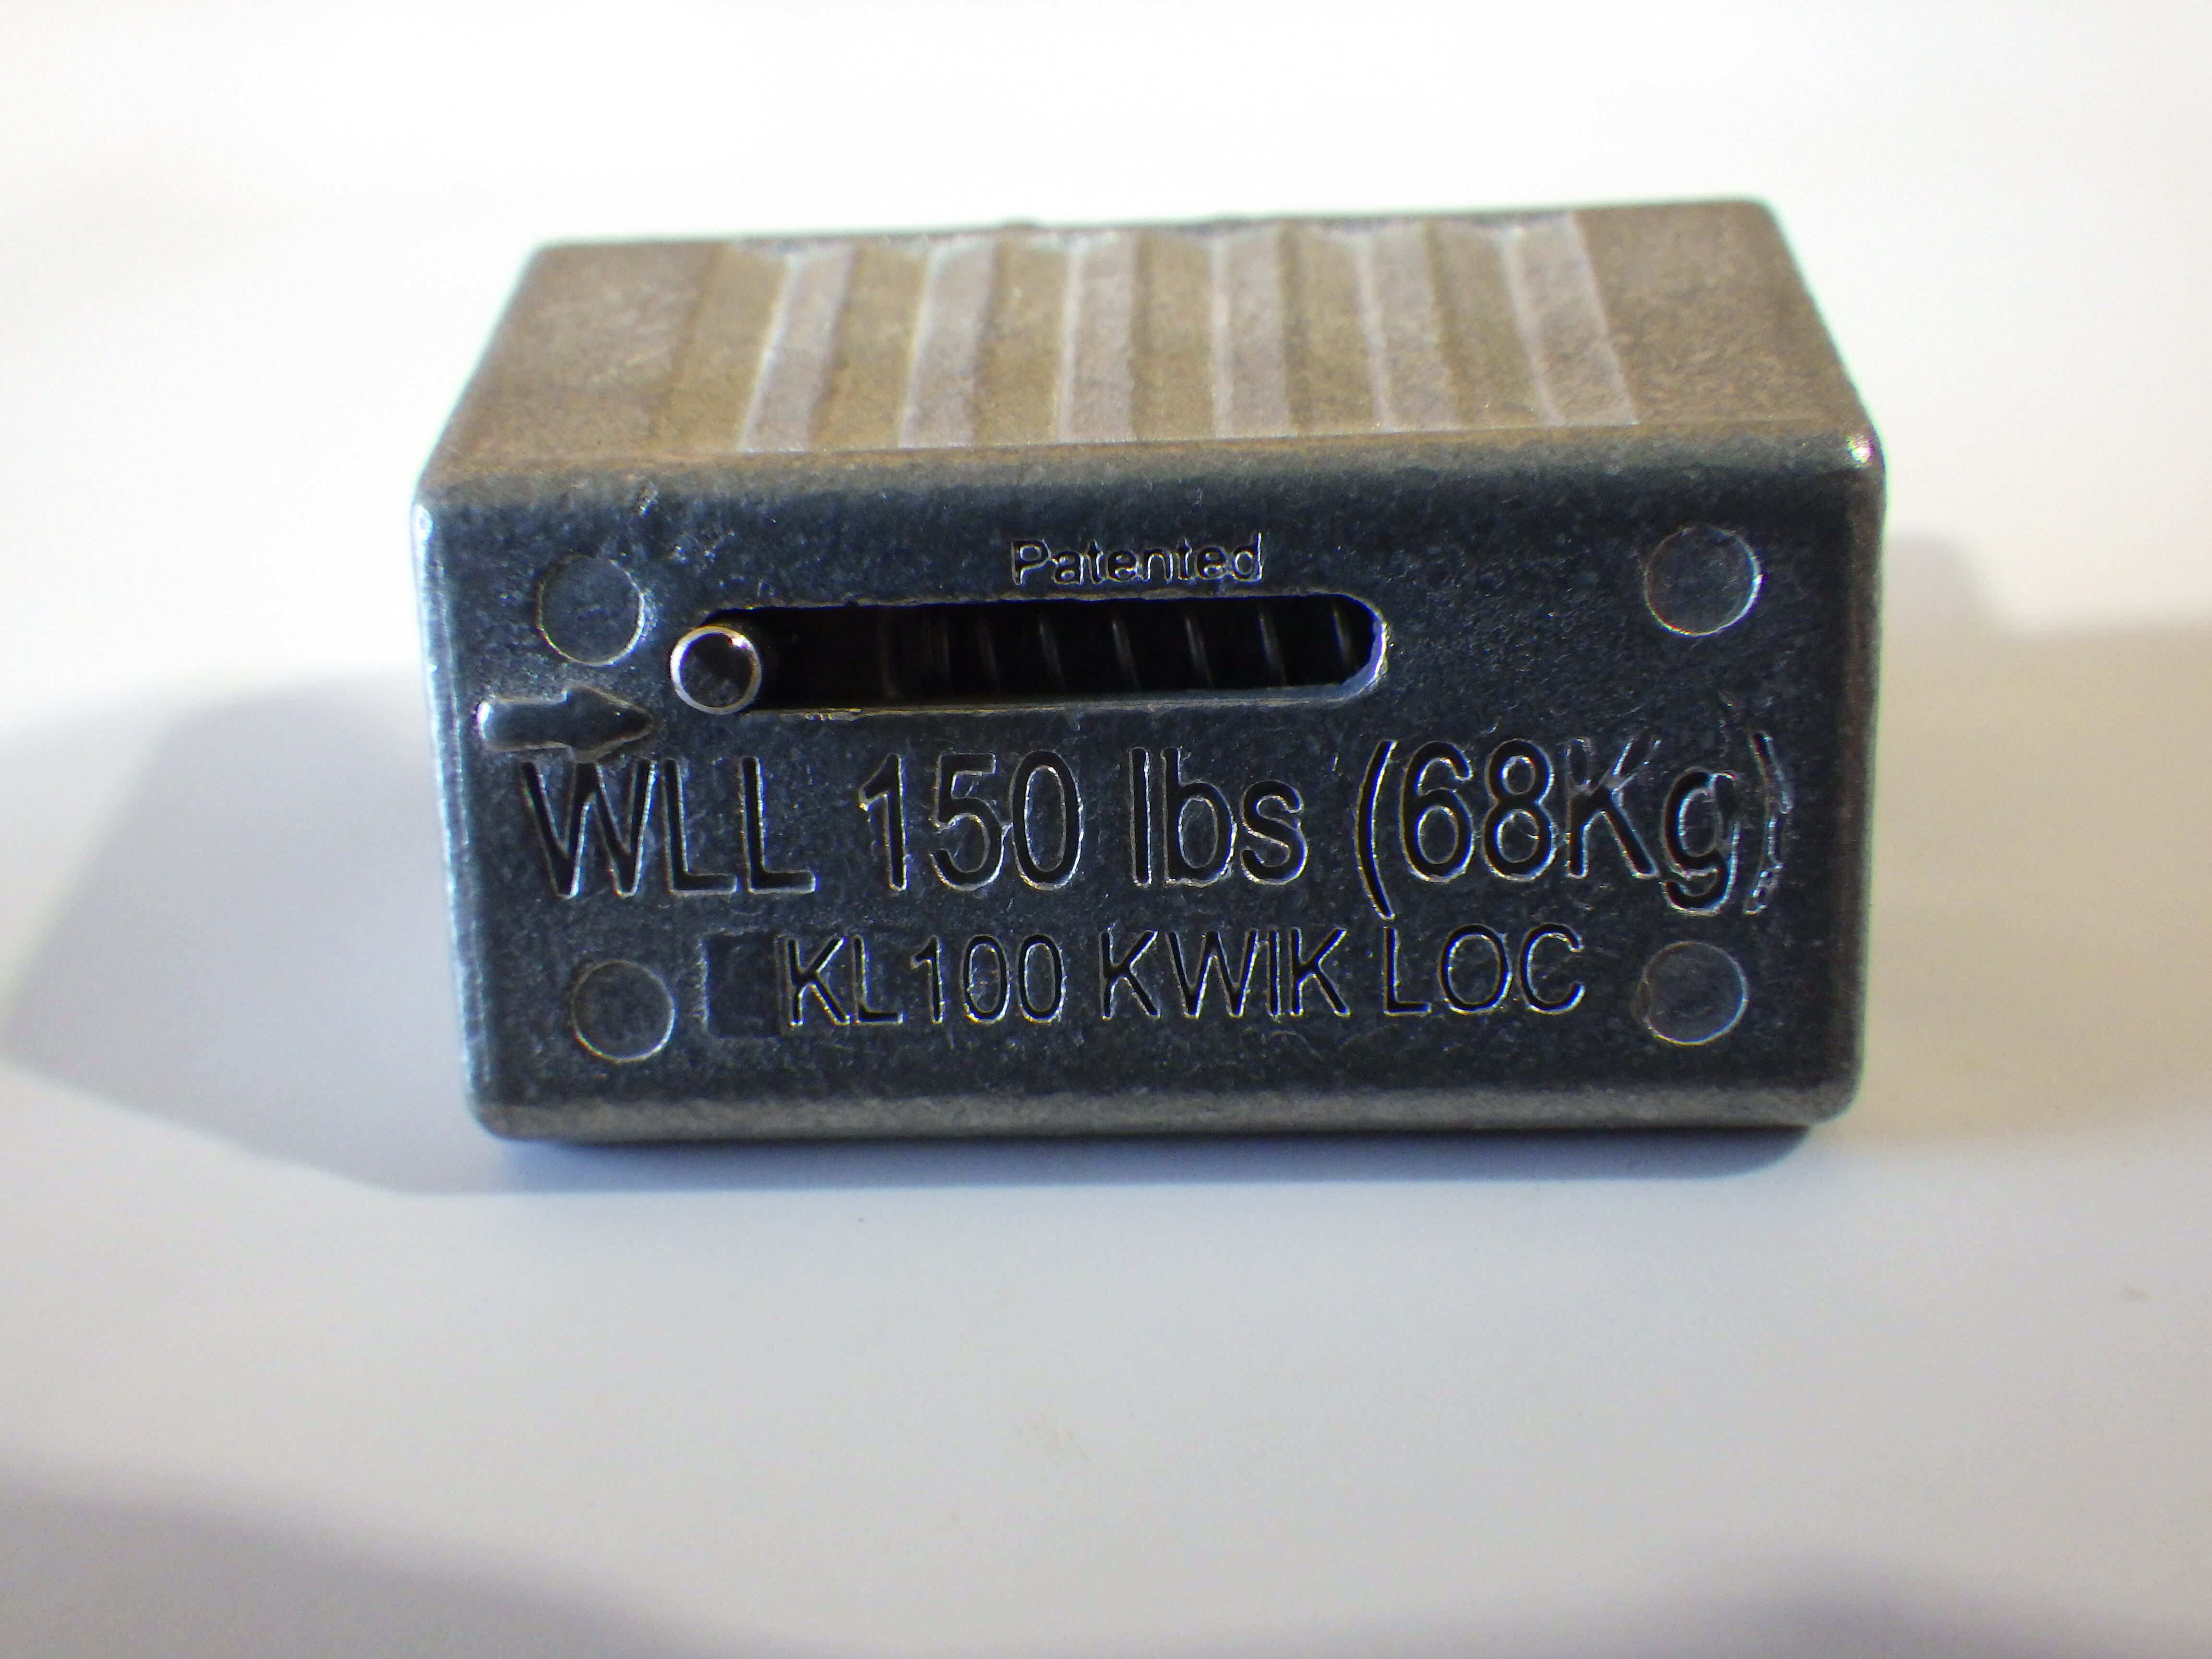 Patented
WLL 150 lbs (68Kg)
KL100 KWIK LOC